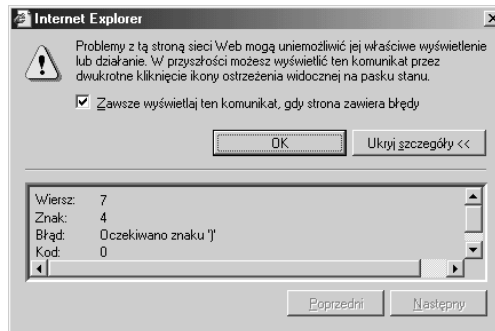 Internet Explorer
Problemy z tą stroną sieci Web mogą uniemożliwić jej właściwe wyświetlenie
lub działanie. W przyszłości możesz wyświetlić ten komunikat przez
dwukrotne kliknięcie ikony ostrzeżenia widocznej na pasku stanu.
Zawsze wyświetlaj ten komunikat, gdy strona zawiera błędy
OK
Ukryj szczegóły <<
Wiersz: 7
Znak: 4
Błąd: Oczekiwano znaku ')'
Kod: 0
Poprzedni
Następny